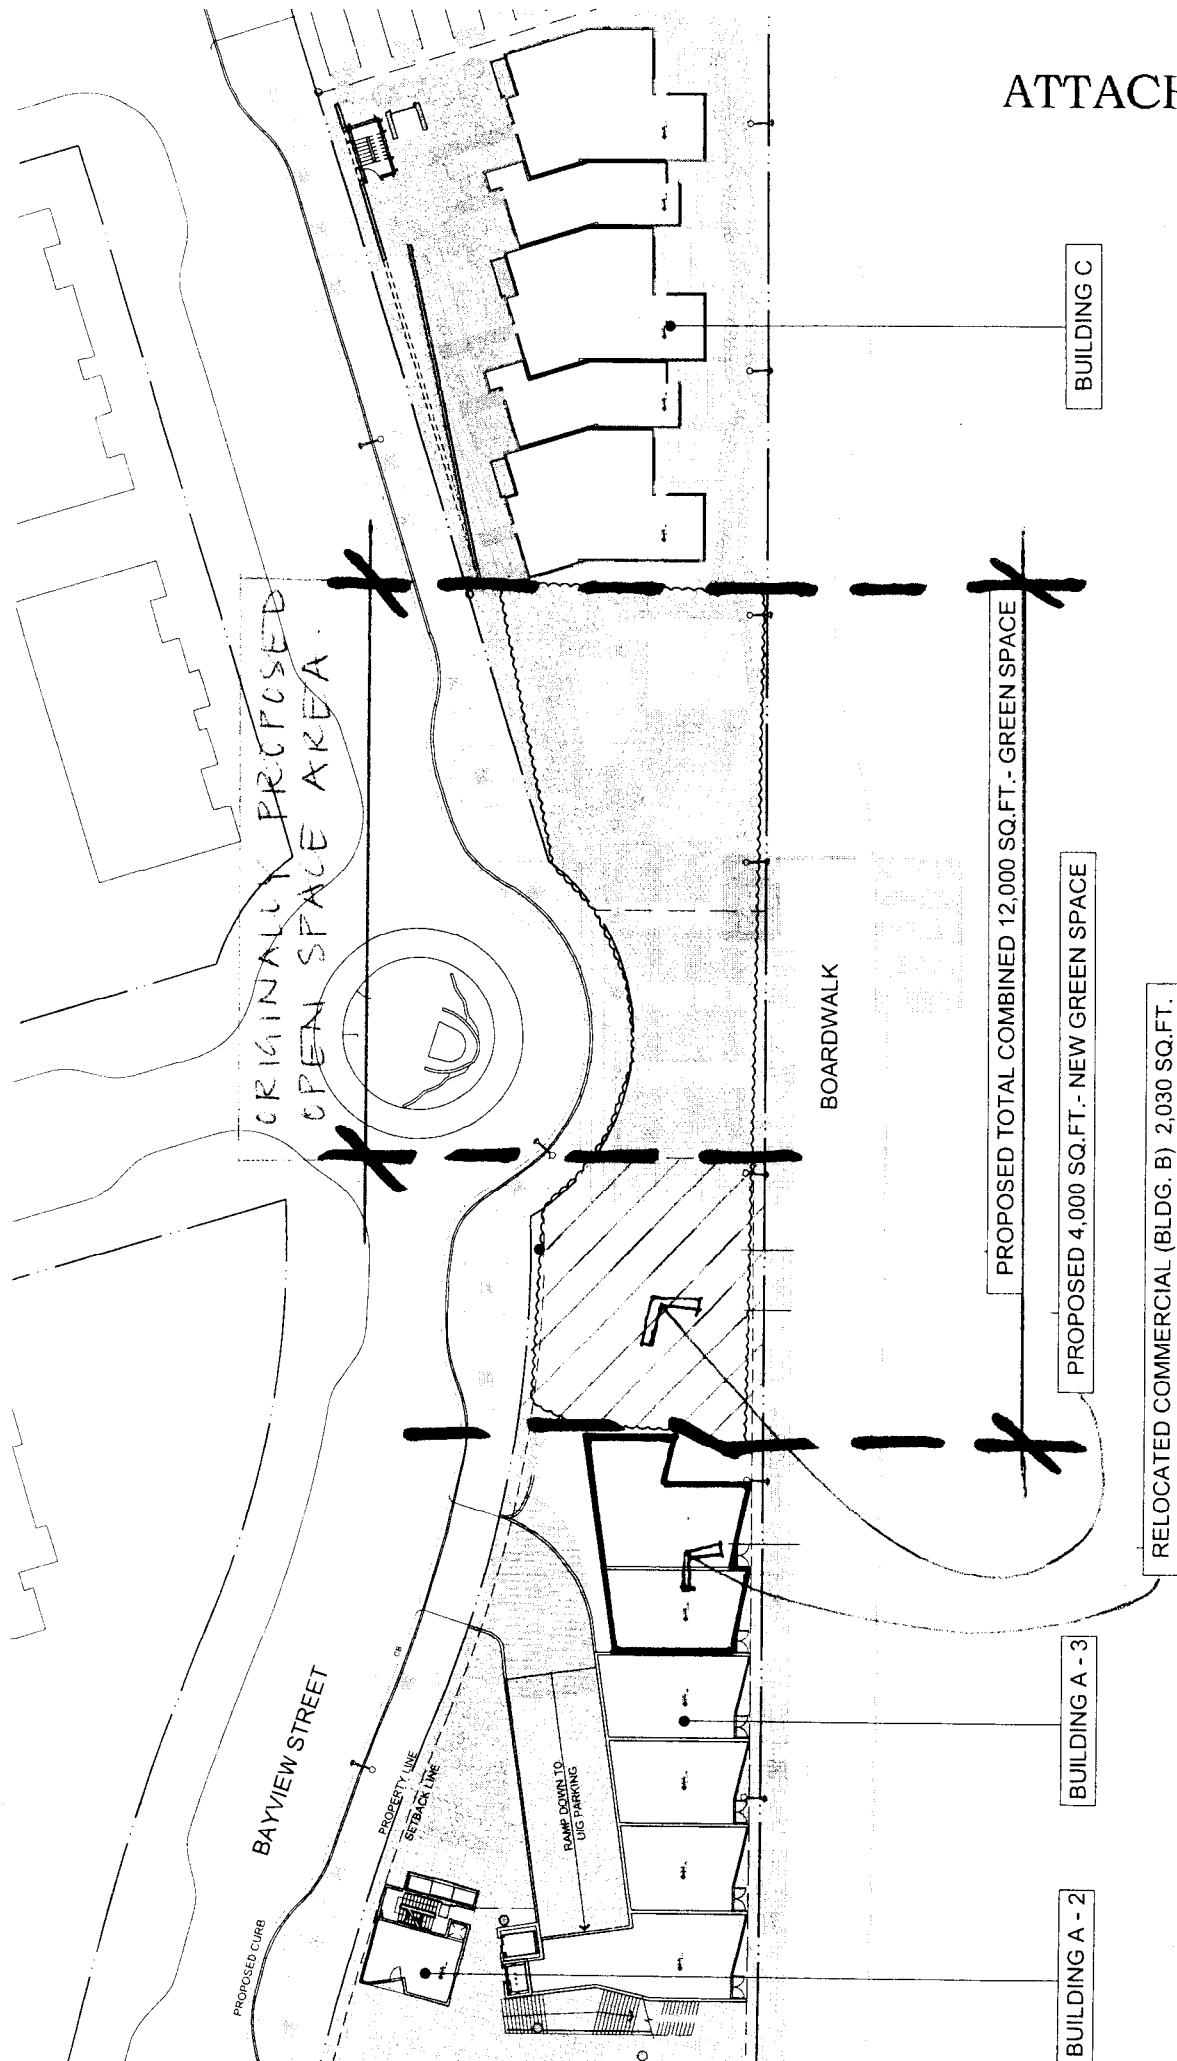 ATTACH
BUILDING C
ORIGINALLY PROPOSED
OPEN SPACE AREA.
PROPOSED TOTAL COMBINED 12,000 SQ.FT.- GREEN SPACE
PROPOSED 4,000 SQ.FT.- NEW GREEN SPACE
RELOCATED COMMERCIAL (BLDG. B) 2,030 SQ.FT.
BOARDWALK
BAYVIEW STREET
PROPERTY LINE
SETBACK LINE
CB
RAMP DOWN TO
U/G PARKING
PROPOSED CURB
BUILDING A - 3
BUILDING A - 2